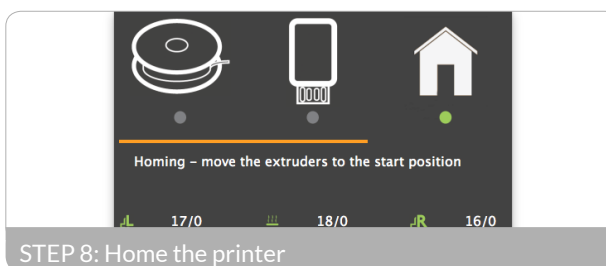 Homing – move the extruders to the start position
L 17/0 18/0 R 16/0
STEP 8: Home the printer